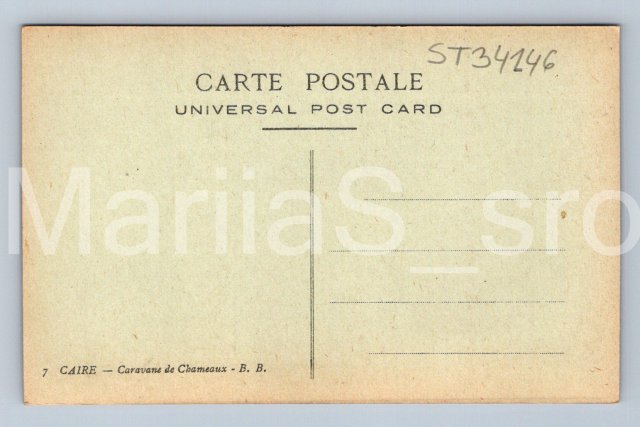 ST34146
CARTE POSTALE
UNIVERSAL POST CARD
MariiaS_sro
7 CAIRE — Caravane de Chameaux - B. B.